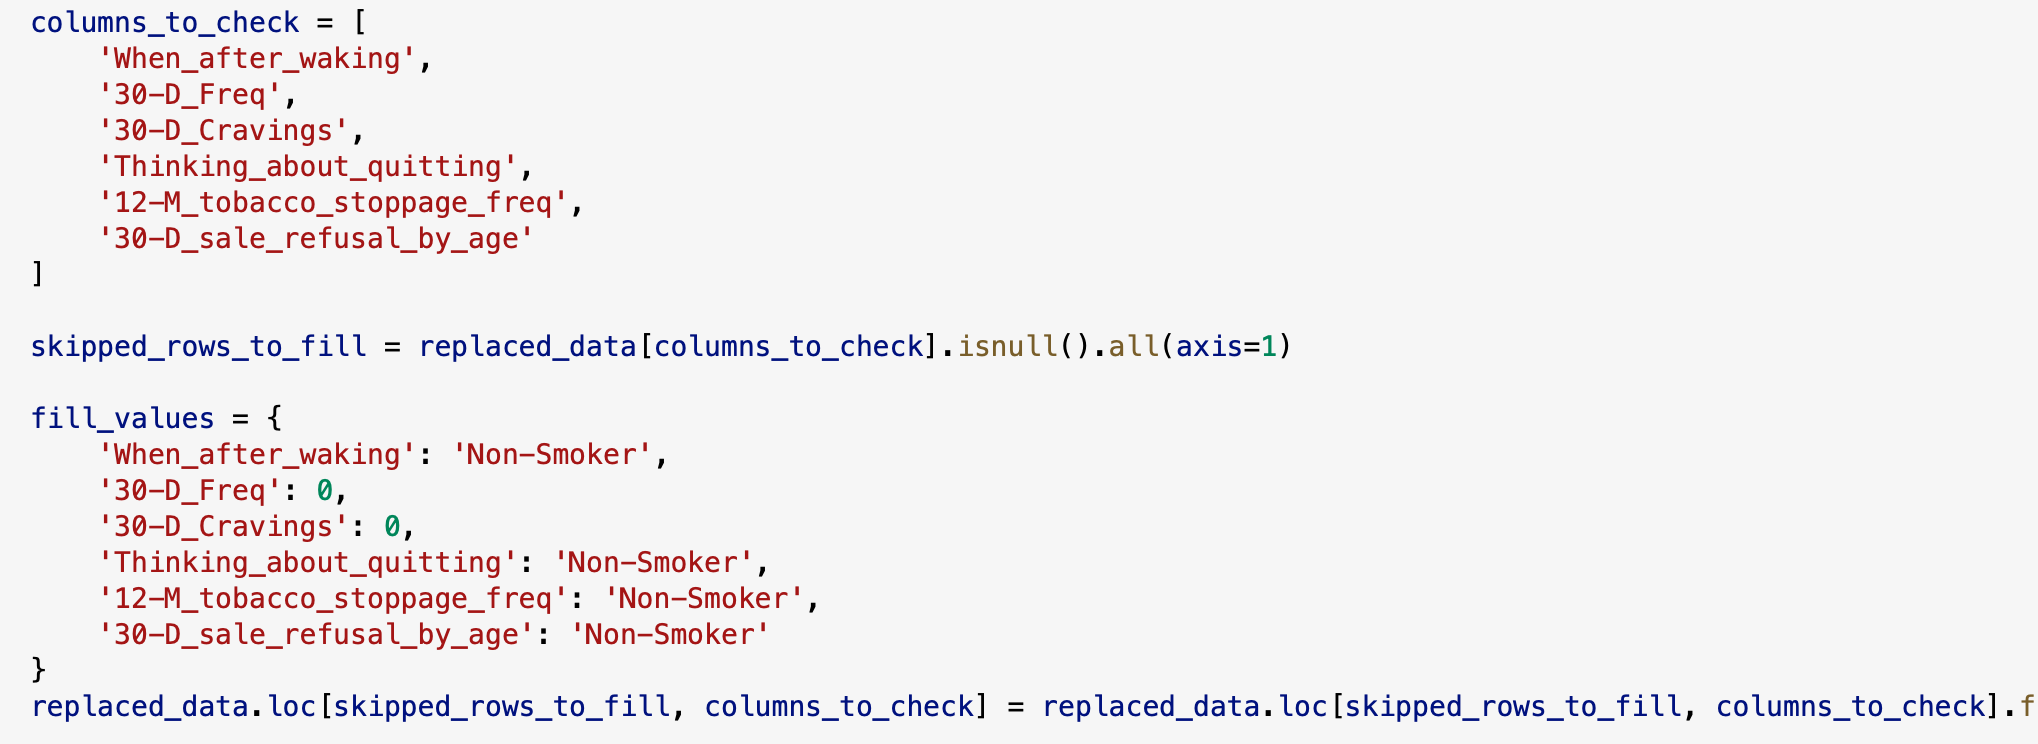 columns_to_check = [
    'When_after_waking',
    '30-D_Freq',
    '30-D_Cravings',
    'Thinking_about_quitting',
    '12-M_tobacco_stoppage_freq',
    '30-D_sale_refusal_by_age'
]
skipped_rows_to_fill = replaced_data[columns_to_check].isnull().all(axis=1)
fill_values = {
    'When_after_waking': 'Non-Smoker',
    '30-D_Freq': 0,
    '30-D_Cravings': 0,
    'Thinking_about_quitting': 'Non-Smoker',
    '12-M_tobacco_stoppage_freq': 'Non-Smoker',
    '30-D_sale_refusal_by_age': 'Non-Smoker'
}
replaced_data.loc[skipped_rows_to_fill, columns_to_check] = replaced_data.loc[skipped_rows_to_fill, columns_to_check].f